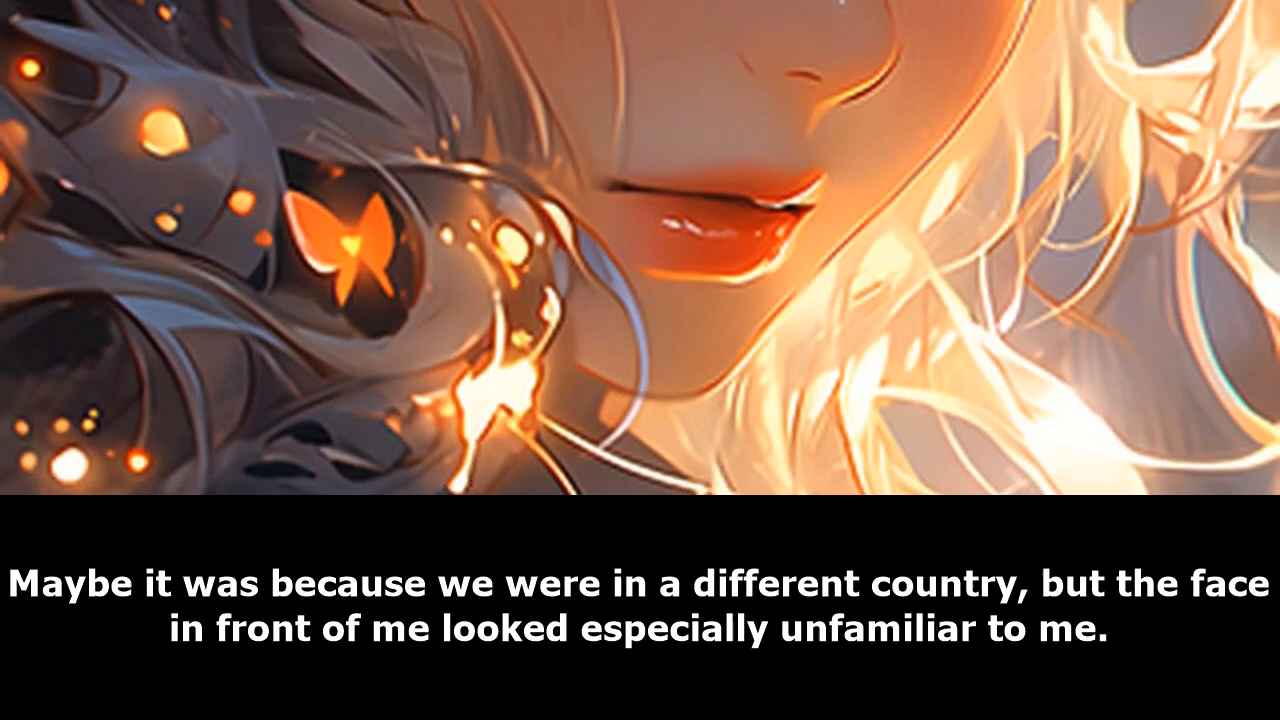 Maybe it was because we were in a different country, but the face
in front of me looked especially unfamiliar to me.